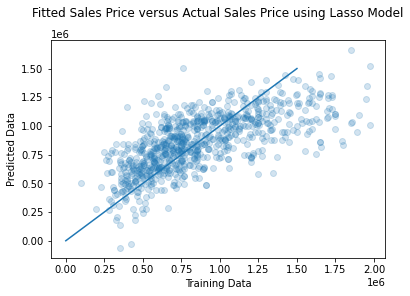 Fitted Sales Price versus Actual Sales Price using Lasso Model
1e6
1.50
1.25
1.00
0.75
0.50
0.25
0.00
Predicted Data
0.00 0.25 0.50 0.75 1.00 1.25 1.50 1.75 2.00
Training Data
1e6